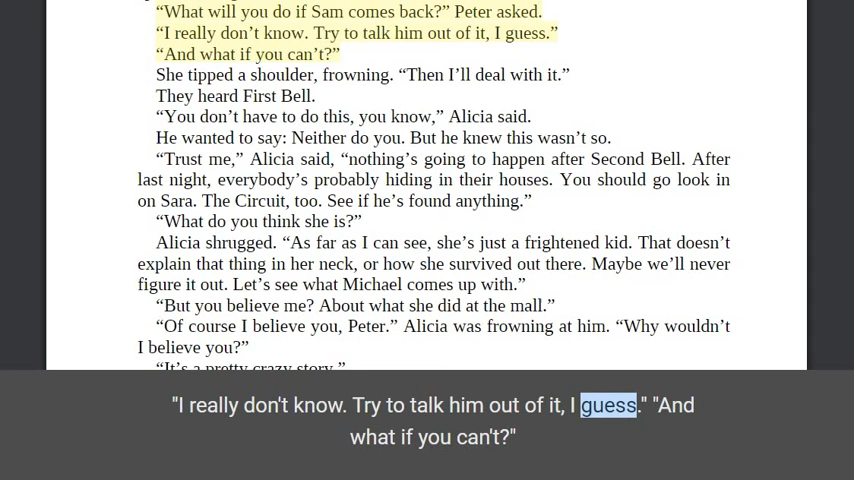 “What will you do if Sam comes back?” Peter asked.
“I really don’t know. Try to talk him out of it, I guess.”
“And what if you can’t?”
She tipped a shoulder, frowning. “Then I’ll deal with it.”
They heard First Bell.
“You don’t have to do this, you know,” Alicia said.
He wanted to say: Neither do you. But he knew this wasn’t so.
“Trust me,” Alicia said, “nothing’s going to happen after Second Bell. After
last night, everybody’s probably hiding in their houses. You should go look in
on Sara. The Circuit, too. See if he’s found anything.”
“What do you think she is?”
Alicia shrugged. “As far as I can see, she’s just a frightened kid. That doesn’t
explain that thing in her neck, or how she survived out there. Maybe we’ll never
figure it out. Let’s see what Michael comes up with.”
“But you believe me? About what she did at the mall.”
“Of course I believe you, Peter.” Alicia was frowning at him. “Why wouldn’t
I believe you?”
“It’s a pretty crazy story.”
"I really don't know. Try to talk him out of it, I guess." "And
what if you can't?"